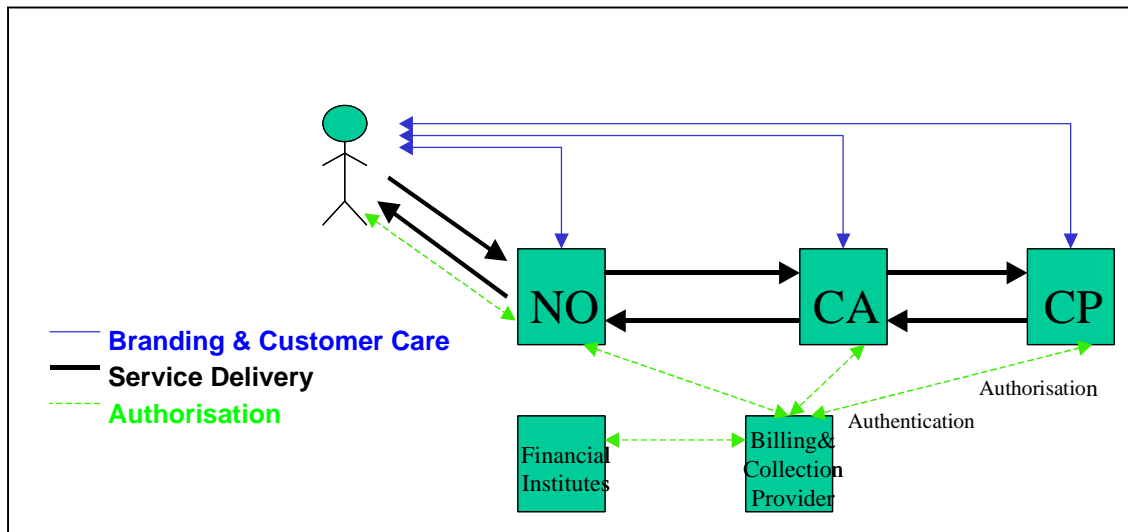 NO
CA
CP
Branding & Customer Care
Service Delivery
Authorisation
Authorisation
Authentication
Financial
Institutes
Billing&
Collection
Provider